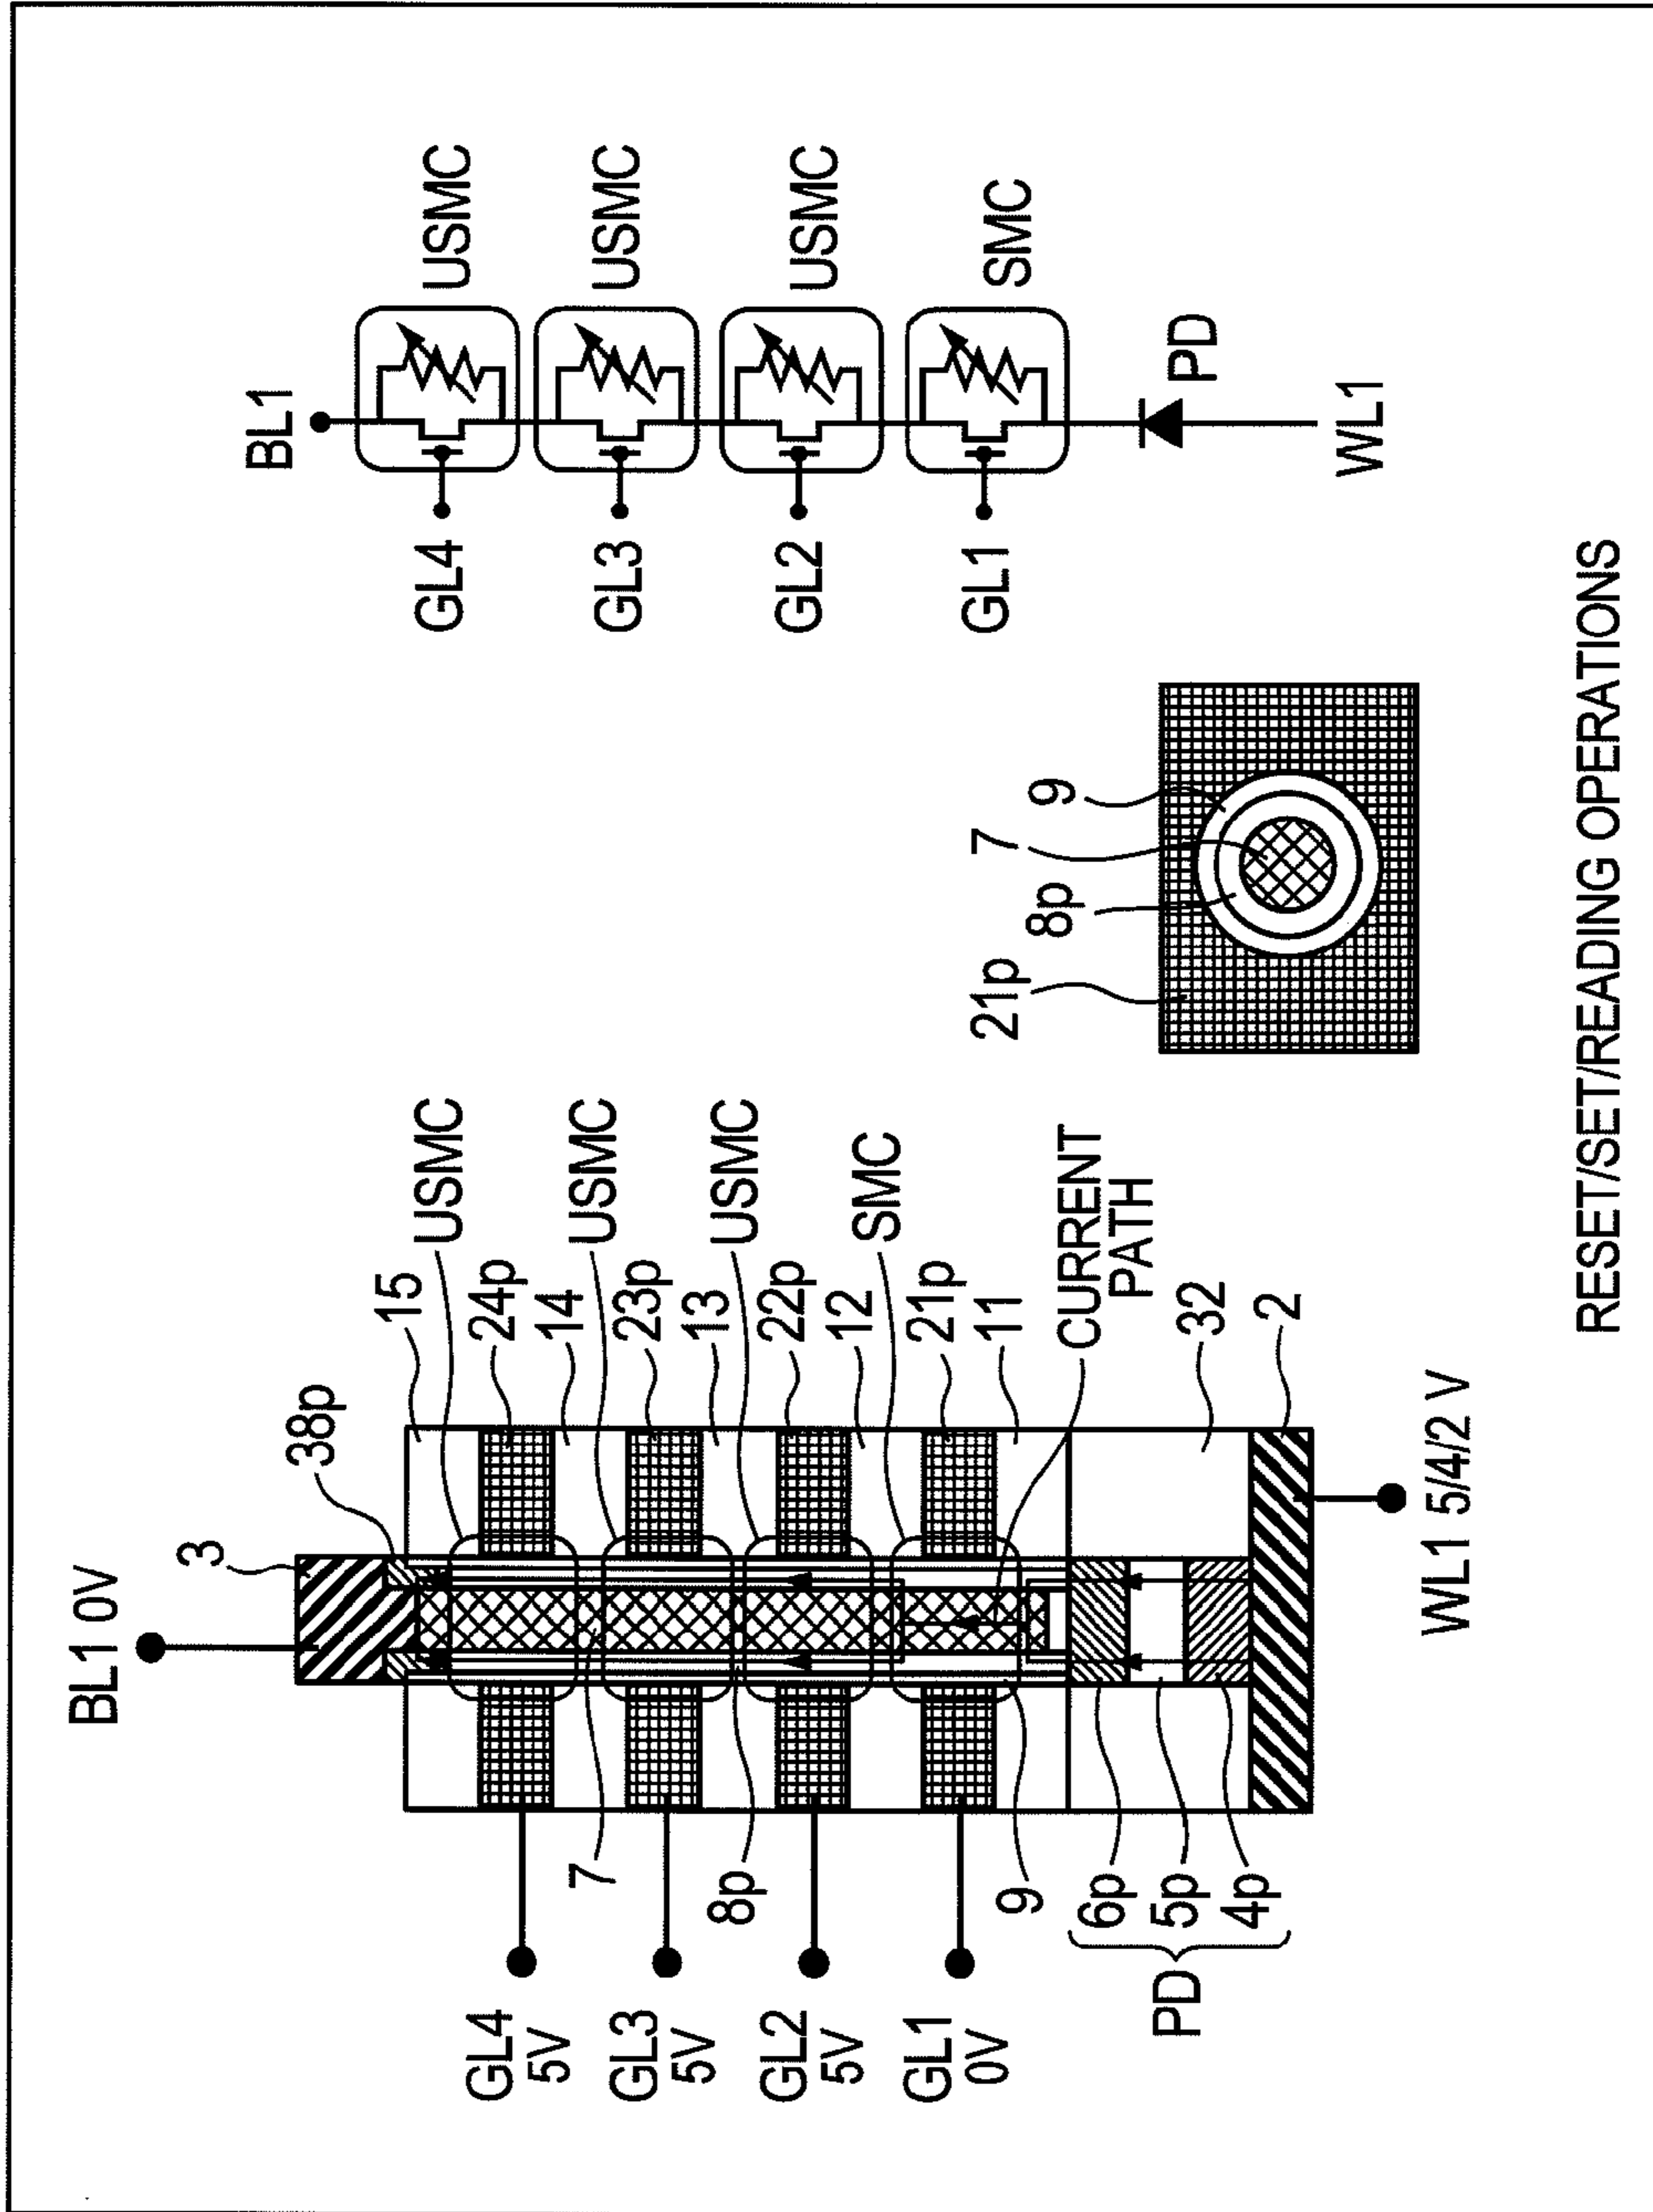 BL1 0V
3
38p
15
USMC
24p
14
USMC
23p
13
USMC
22p
12
SMC
21p
11
CURRENT
PATH
32
2
GL4
5V
GL3
5V
GL2
5V
GL1
0V
7
8p
9
6p
5p
4p
PD
WL1 5/4/2 V
21p
8p
7
9
BL1
GL4
USMC
GL3
USMC
GL2
USMC
GL1
SMC
PD
WL1
RESET/SET/READING OPERATIONS